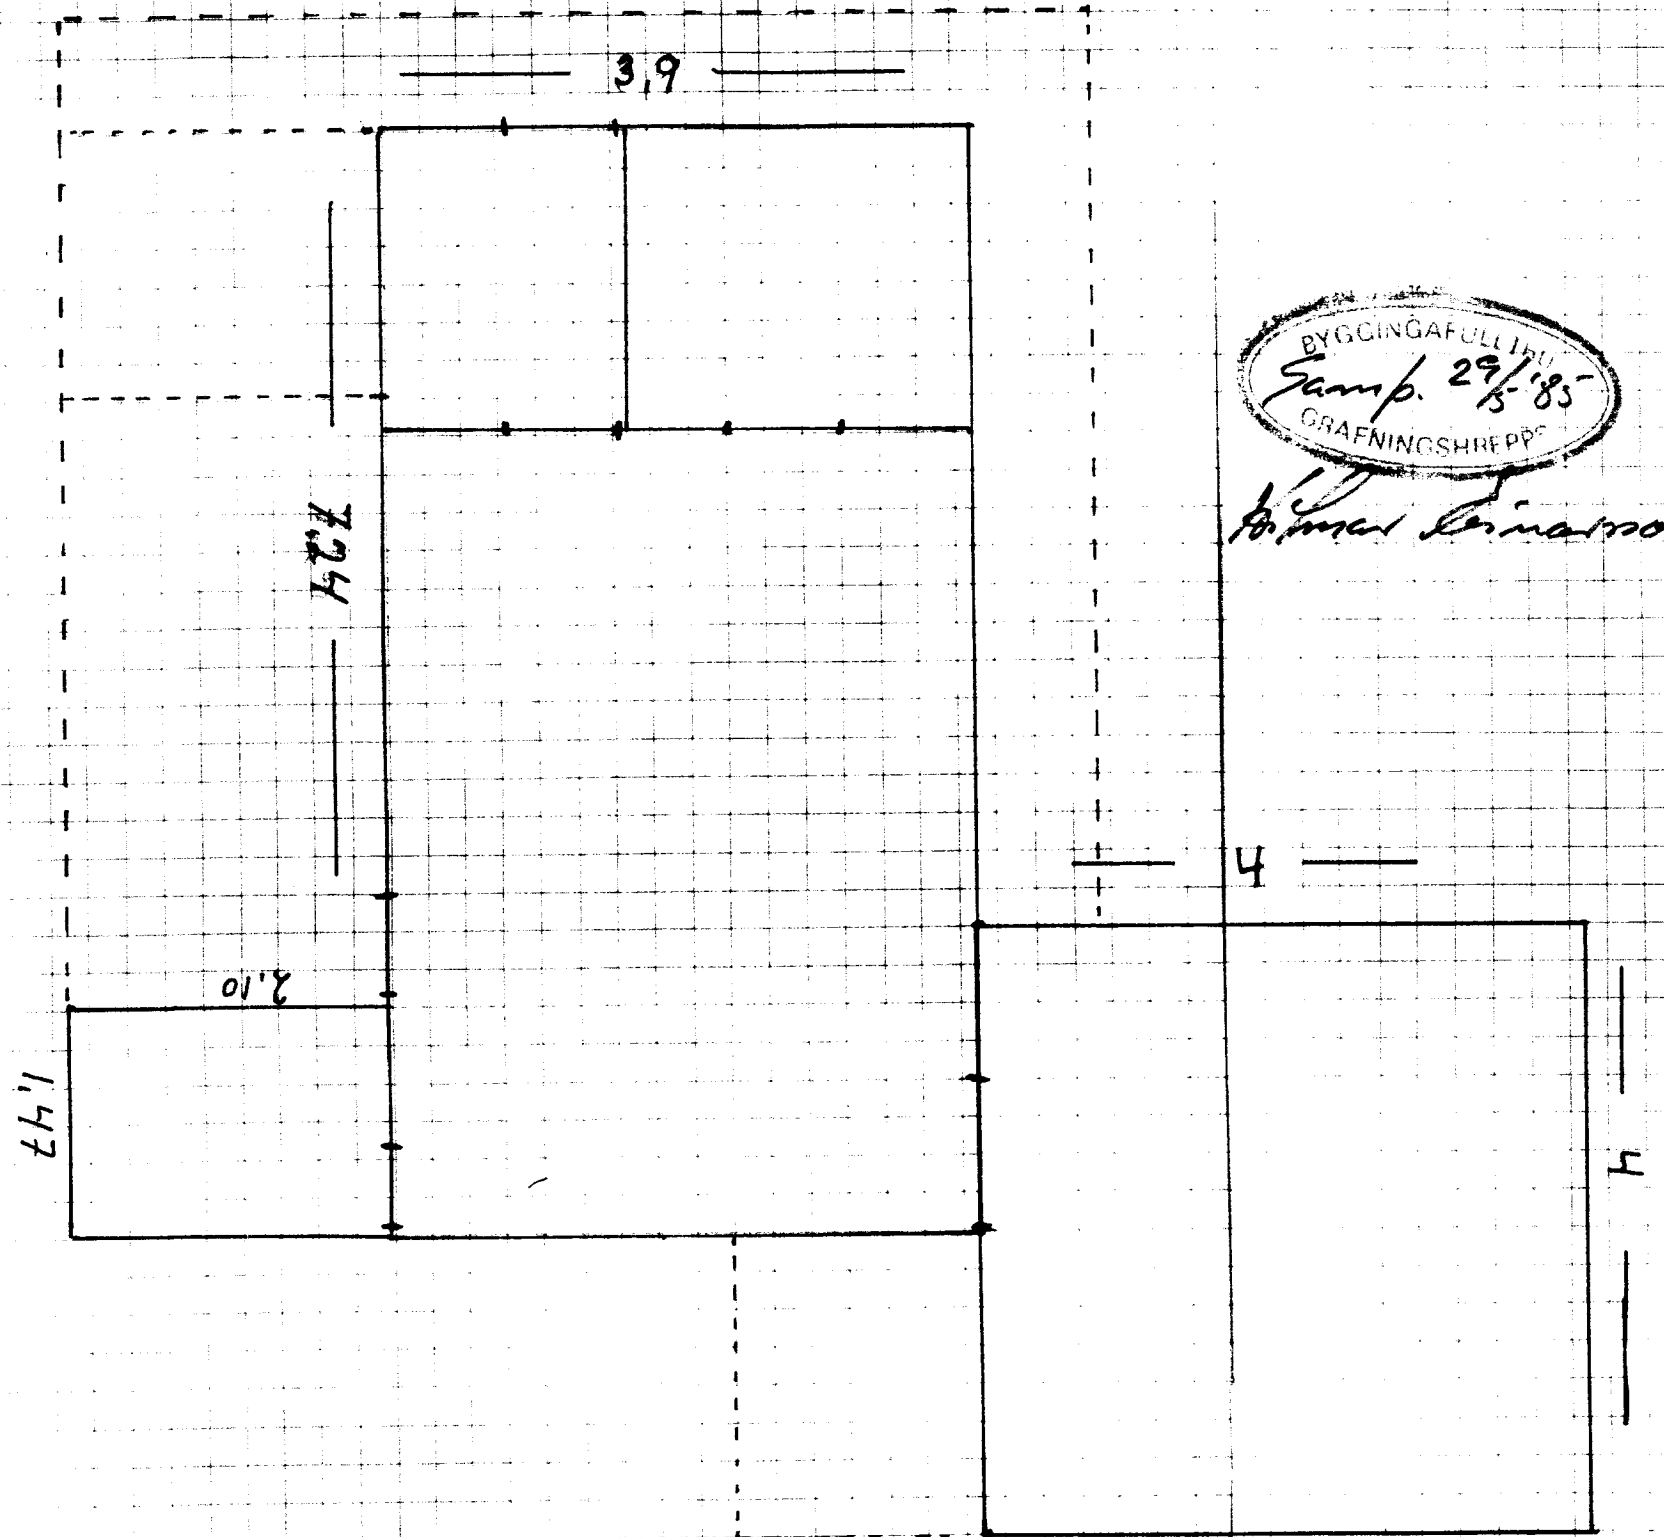 3,9
BYGGINGAFULLTRÚI
Samþ. 29/5 '85
GRAFNINGSHREPPS
7,24
4
2,10
1,47
4